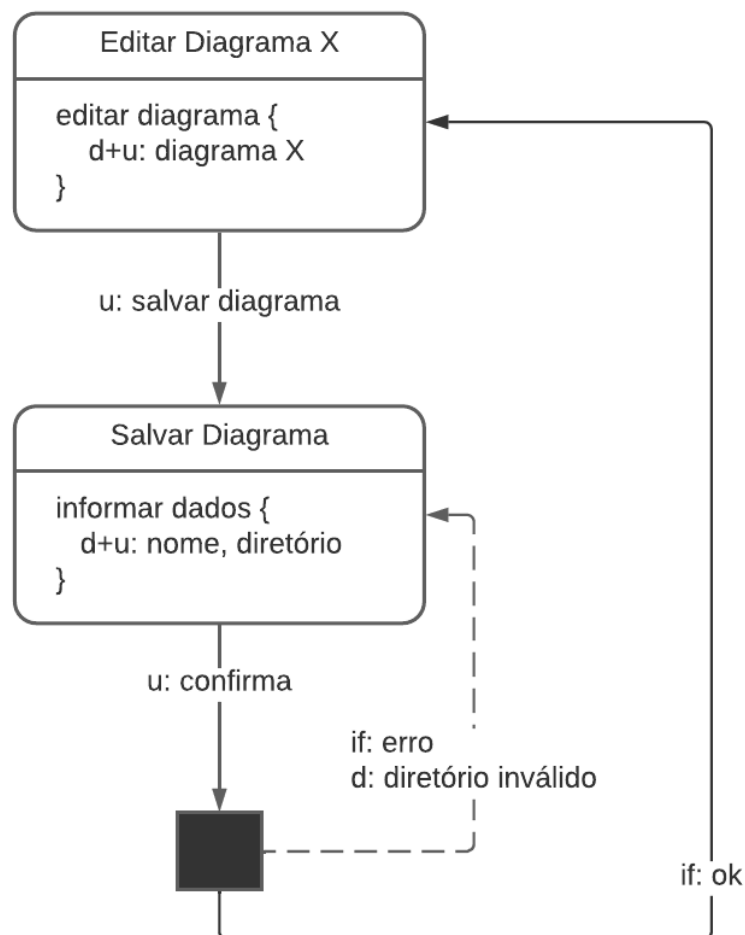 Editar Diagrama X
editar diagrama {
d+u: diagrama X
}
u: salvar diagrama
Salvar Diagrama
informar dados {
d+u: nome, diretório
}
u: confirma
if: erro
d: diretório inválido
if: ok